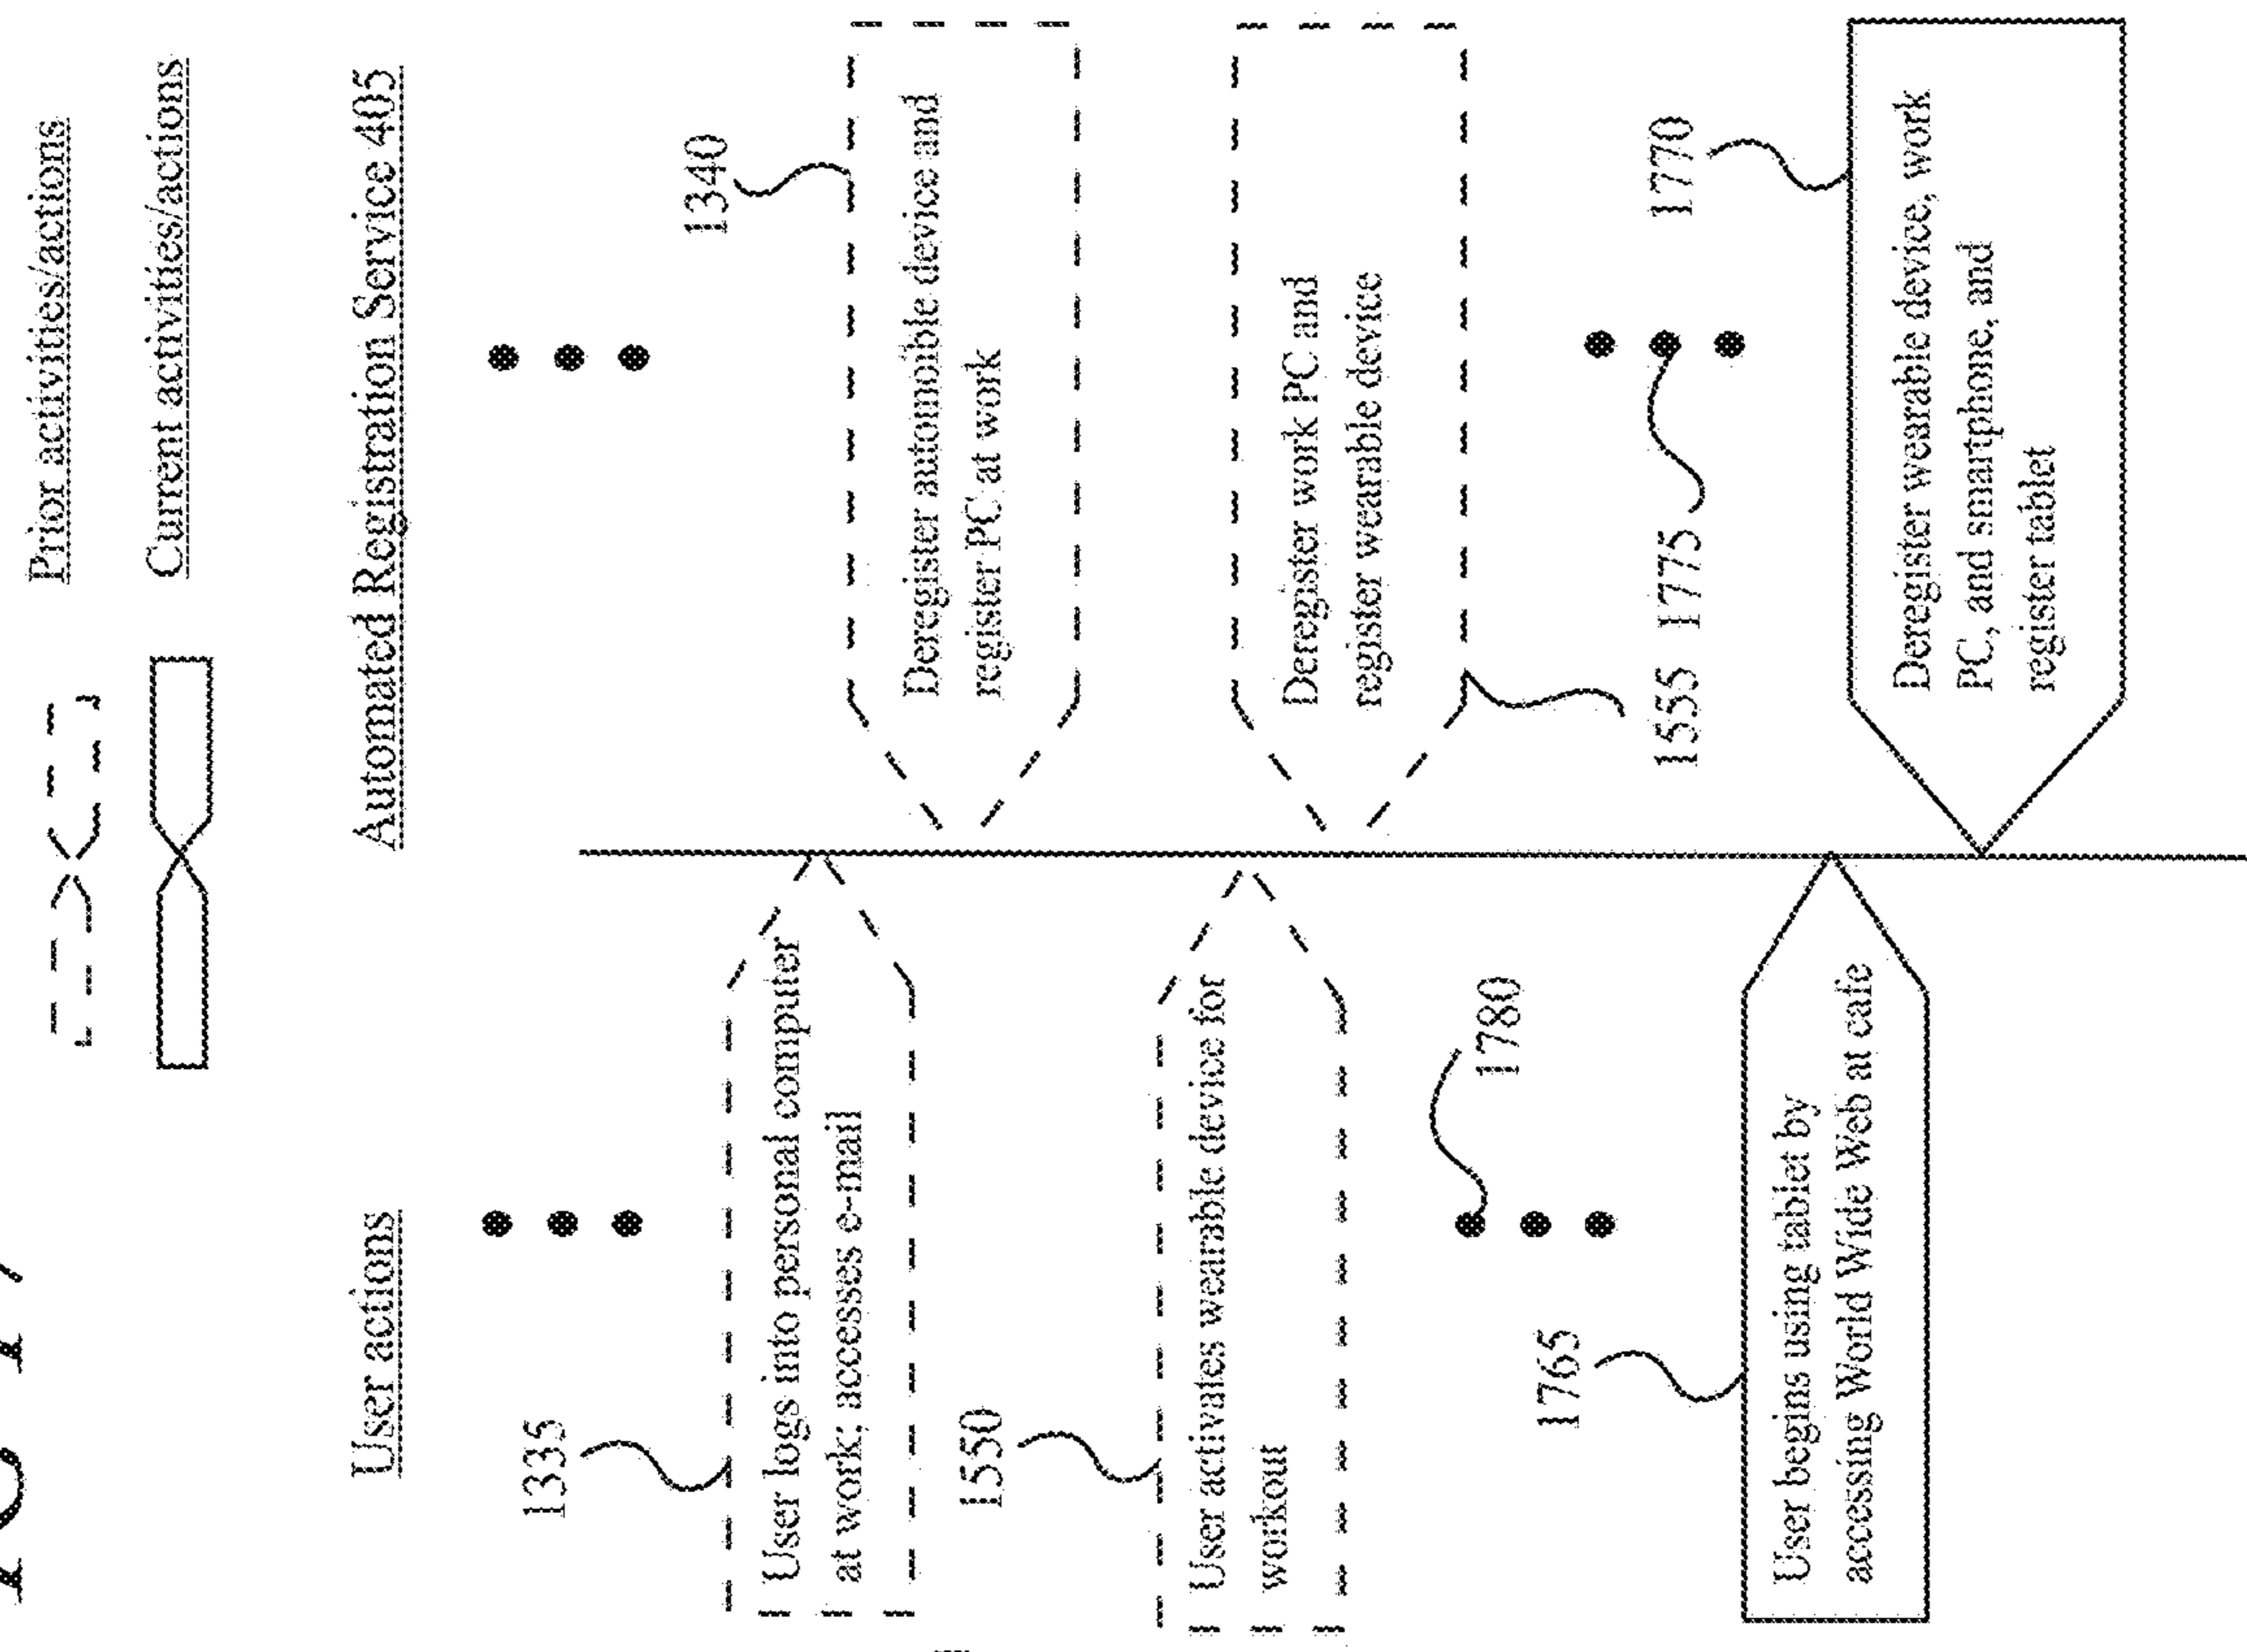 Prior activities/actions
Current activities/actions
User actions
Automated Registration Service 405
1335
User logs into personal computer
at work; accesses e-mail
1340
Deregister automobile device and
register PC at work
1550
User activates wearable device for
workout
Deregister work PC and
register wearable device
1555
1775
1780
1765
User begins using tablet by
accessing World Wide Web at cafe
1770
Deregister wearable device, work
PC, and smartphone, and
register tablet